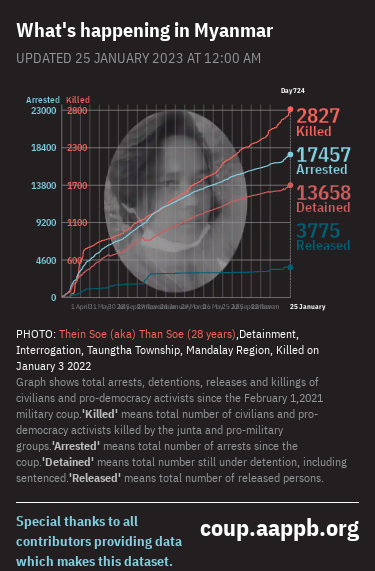 What's happening in Myanmar
UPDATED 25 JANUARY 2023 AT 12:00 AM
Day724
Arrested Killed
23000 2800
2827
Killed
18400 2300
17457
Arrested
13800 1700
13658
Detained
9200 1100
3775
Released
4600 600
0
1 April 31 May 25 January
PHOTO: Thein Soe (aka) Than Soe (28 years),Detainment,
Interrogation, Taungtha Township, Mandalay Region, Killed on
January 3 2022
Graph shows total arrests, detentions, releases and killings of
civilians and pro-democracy activists since the February 1,2021
military coup.'Killed' means total number of civilians and pro-
democracy activists killed by the junta and pro-military
groups.'Arrested' means total number of arrests since the
coup.'Detained' means total number still under detention, including
sentenced.'Released' means total number of released persons.
Special thanks to all
contributors providing data
which makes this dataset.
coup.aappb.org